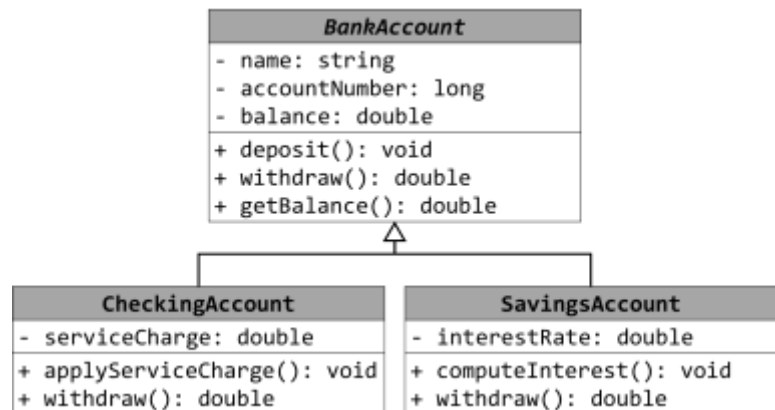 BankAccount
- name: string
- accountNumber: long
- balance: double
+ deposit(): void
+ withdraw(): double
+ getBalance(): double
CheckingAccount
- serviceCharge: double
+ applyServiceCharge(): void
+ withdraw(): double
SavingsAccount
- interestRate: double
+ computeInterest(): void
+ withdraw(): double